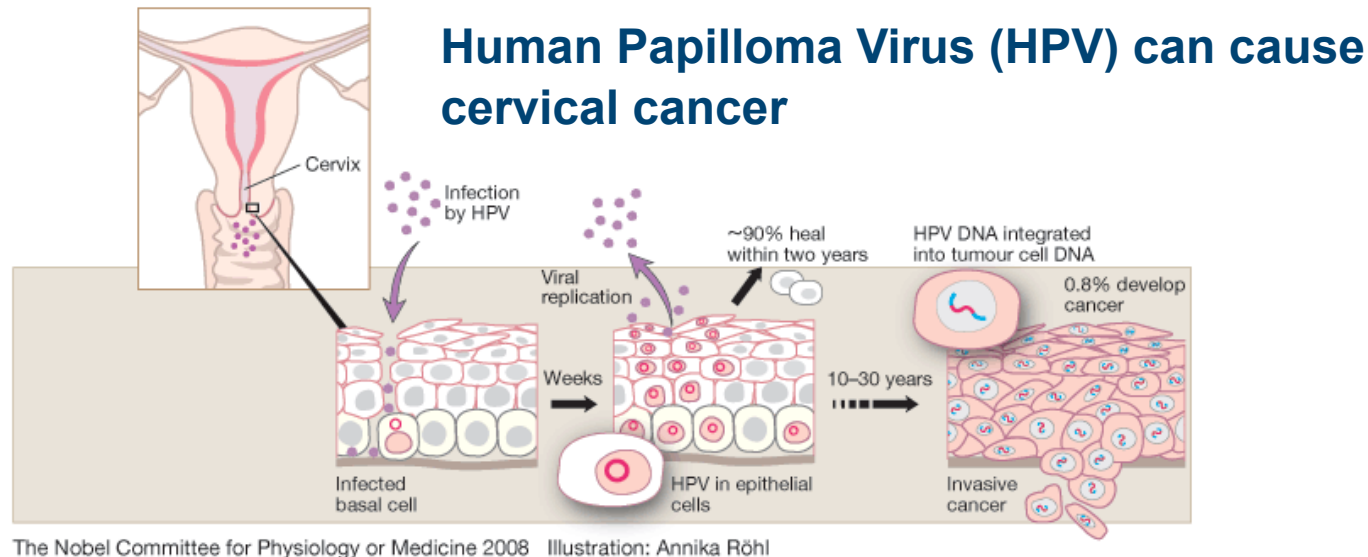 Human Papilloma Virus (HPV) can cause
cervical cancer
Cervix
Infection
by HPV
Viral
replication
~90% heal
within two years
HPV DNA integrated
into tumour cell DNA
0.8% develop
cancer
Weeks
10–30 years
Infected
basal cell
HPV in epithelial
cells
Invasive
cancer
The Nobel Committee for Physiology or Medicine 2008 Illustration: Annika Röhl